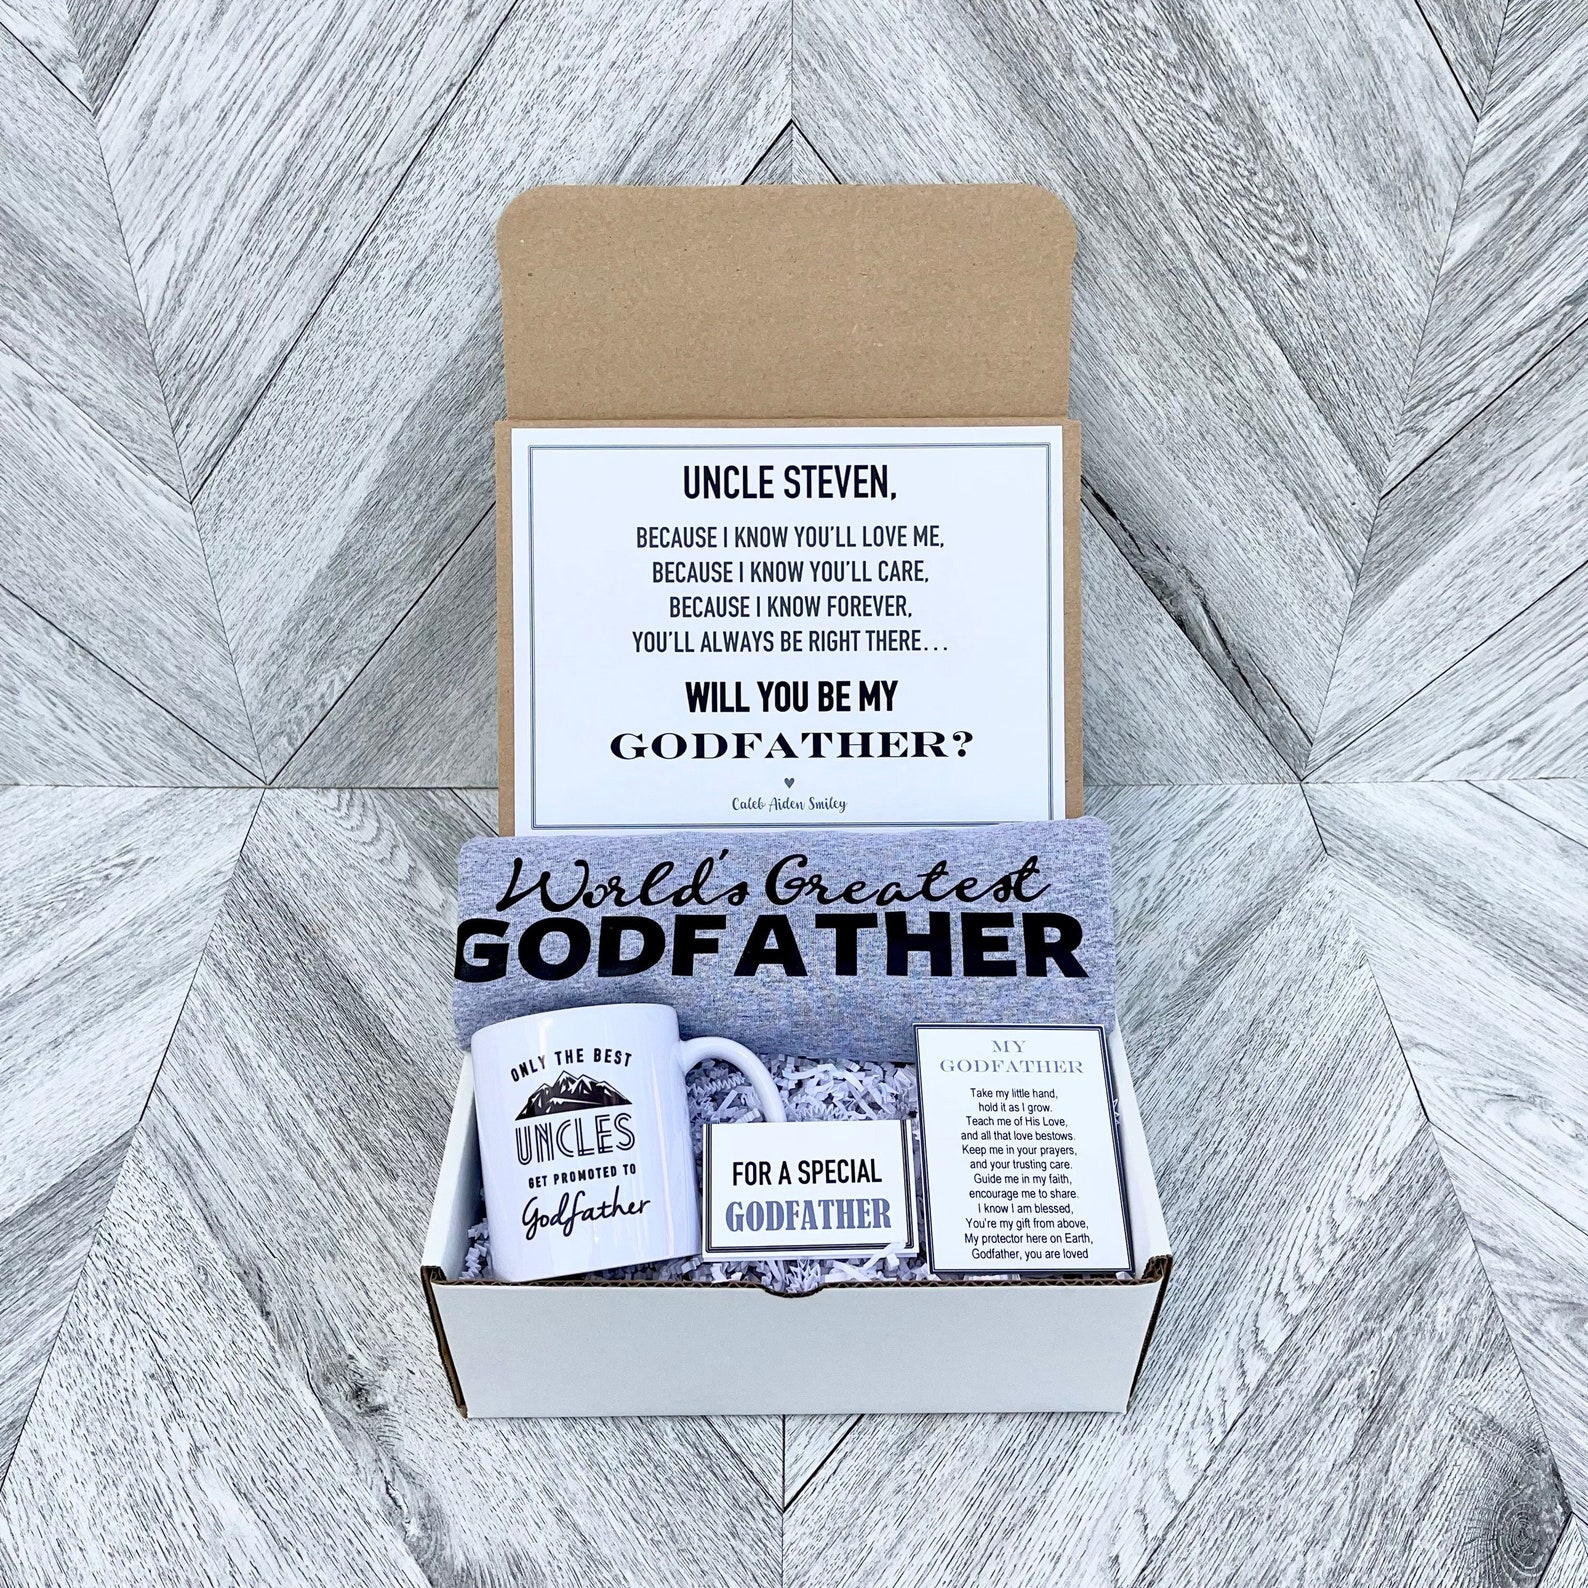 UNCLE STEVEN,
BECAUSE I KNOW YOU'LL LOVE ME,
BECAUSE I KNOW YOU'LL CARE,
BECAUSE I KNOW FOREVER,
YOU'LL ALWAYS BE RIGHT THERE...
WILL YOU BE MY
GODFATHER?
Caleb Aiden Smiley
World's Greatest
GODFATHER
ONLY THE BEST
UNCLES
GET PROMOTED TO
Godfather
FOR A SPECIAL
GODFATHER
MY
GODFATHER
Take my little hand,
hold it as I grow.
Teach me of His Love,
and all that love bestows.
Keep me in your prayers,
and your trusting care.
Guide me in my faith,
encourage me to share.
I know I am blessed,
You're my gift from above,
My protector here on Earth,
Godfather, you are loved